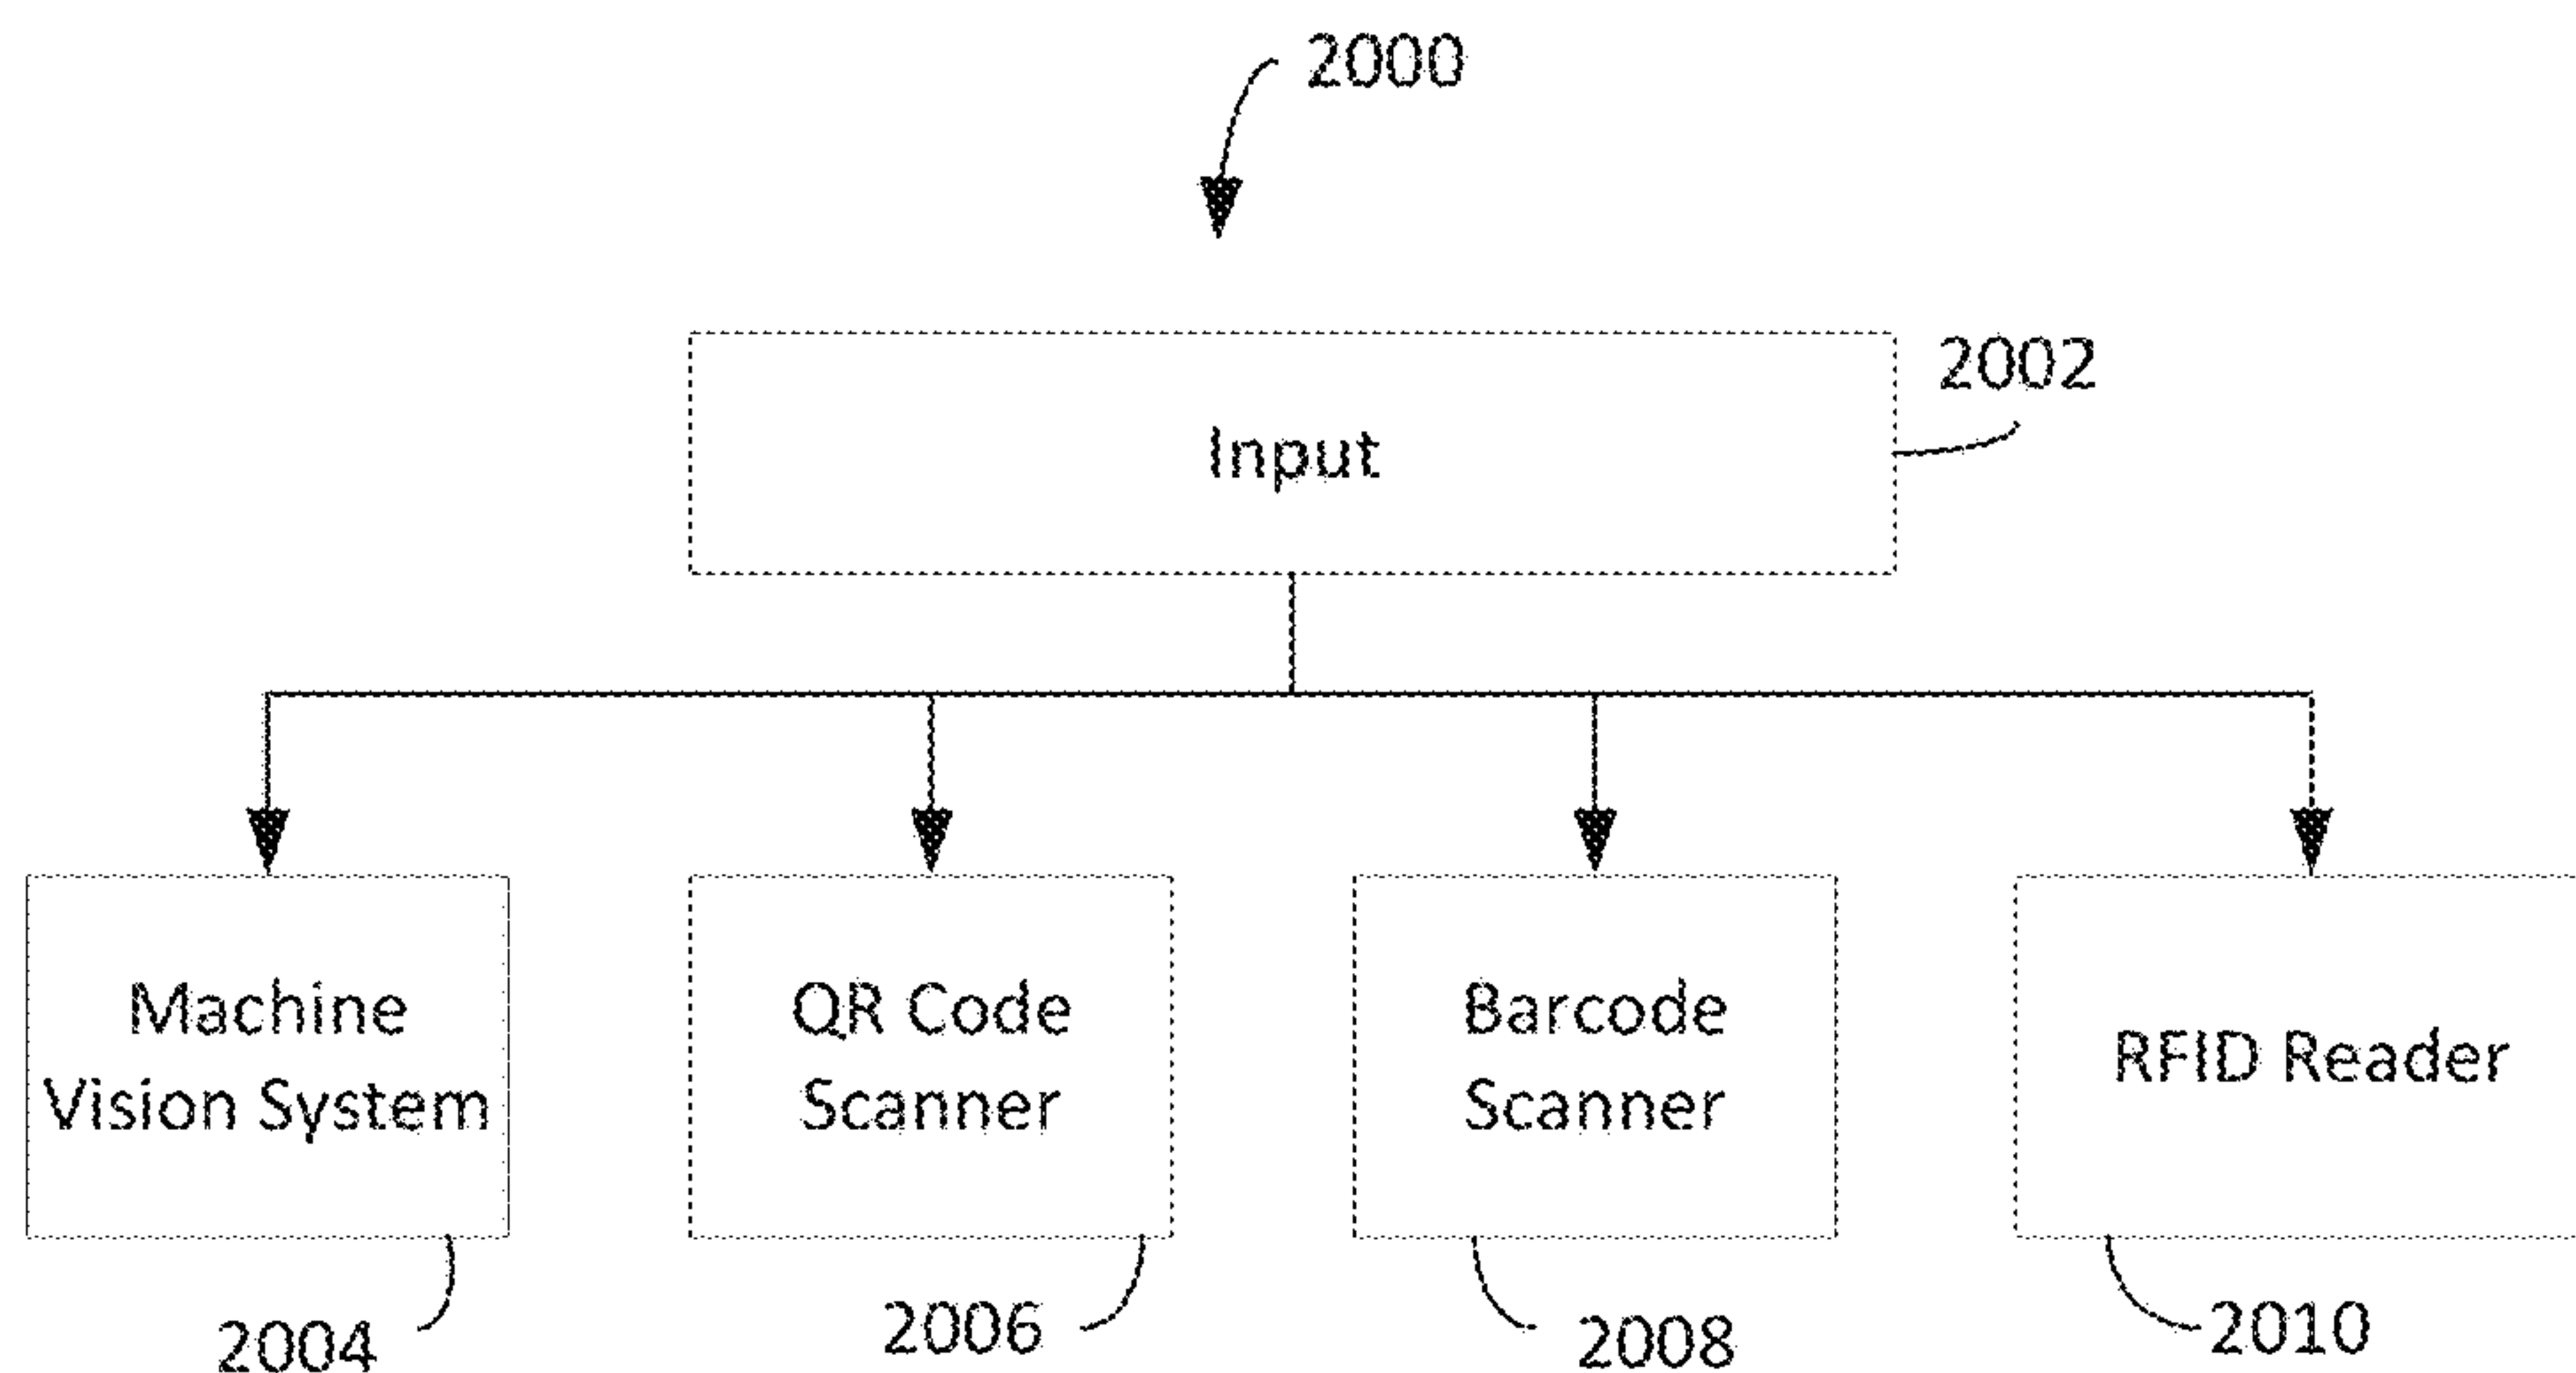 2000
2002
Input
Machine
Vision System
QR Code
Scanner
Barcode
Scanner
RFID Reader
2004
2006
2008
2010